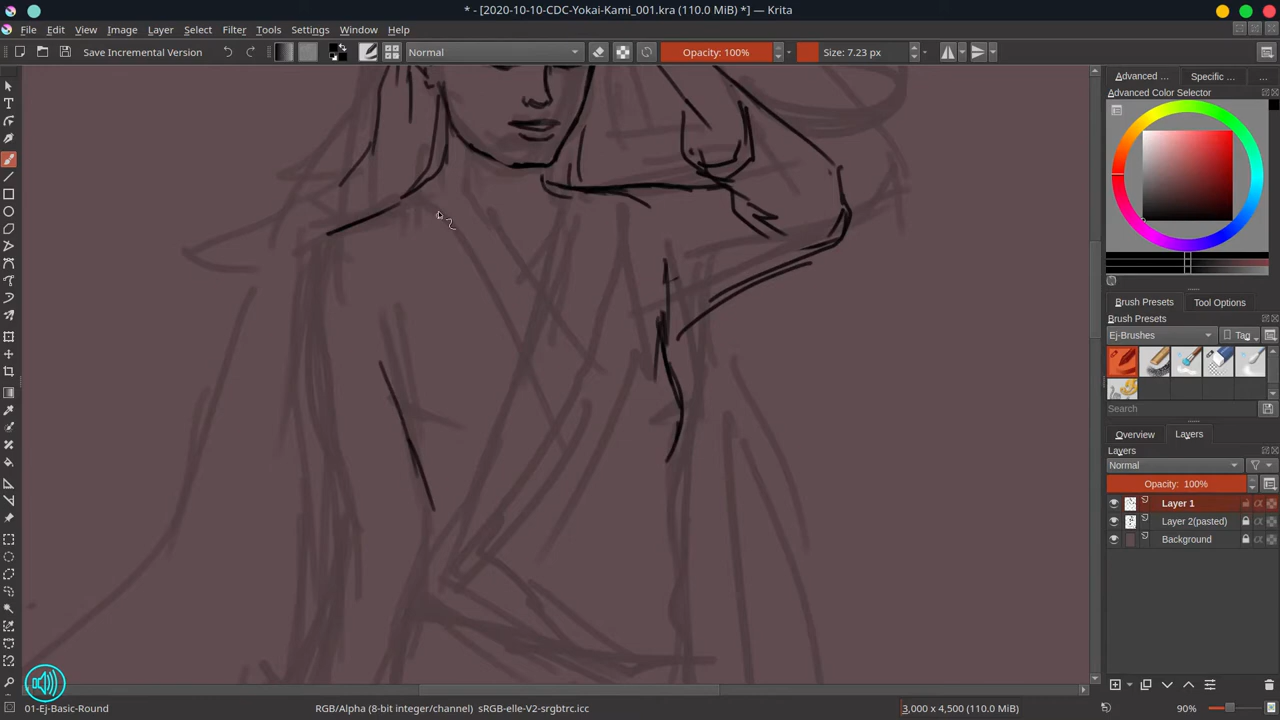 * - [2020-10-10-CDC-Yokai-Kami_001.kra (110.0 MiB) *] — Krita
File Edit View Image Layer Select Filter Tools Settings Window Help
Save Incremental Version Normal Opacity: 100% Size: 7.23 px
Advanced ... Specific ... ...
Advanced Color Selector
Brush Presets Tool Options
Brush Presets
Ej-Brushes Tag
Search
Overview Layers
Layers
Normal
Opacity: 100%
Layer 1
Layer 2(pasted)
Background
01-Ej-Basic-Round RGB/Alpha (8-bit integer/channel) sRGB-elle-V2-srgbtrc.icc 3,000 x 4,500 (110.0 MiB) 90%